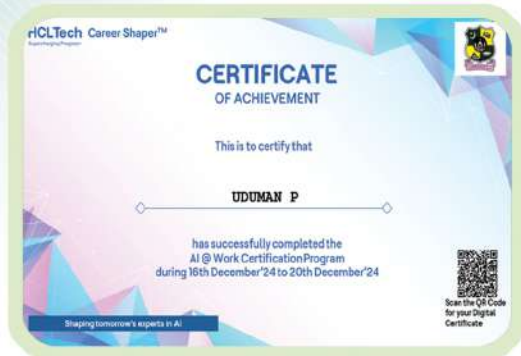 HCLTech Career Shaper™
CERTIFICATE
OF ACHIEVEMENT
This is to certify that
UDUMAN P
has successfully completed the
AI @ Work Certification Program
during 16th December'24 to 20th December'24
Scan the QR Code
for your Digital
Certificate
Shaping tomorrow's experts in AI